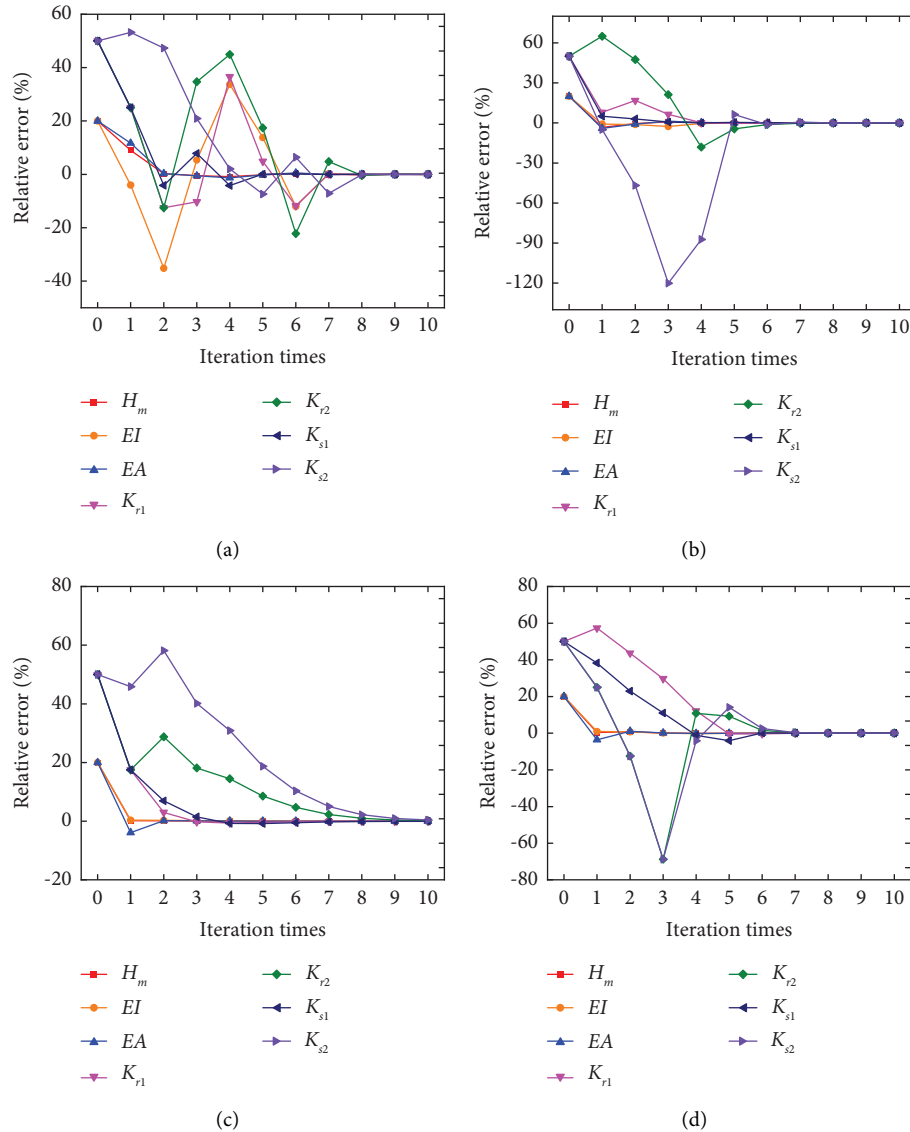 60
40
20
0
-20
-40
Relative error (%)
0 1 2 3 4 5 6 7 8 9 10
Iteration times
H_m
EI
EA
K_r1
K_r2
K_s1
K_s2
(a)
60
30
0
-30
-60
-90
-120
Relative error (%)
0 1 2 3 4 5 6 7 8 9 10
Iteration times
H_m
EI
EA
K_r1
K_r2
K_s1
K_s2
(b)
80
60
40
20
0
-20
Relative error (%)
0 1 2 3 4 5 6 7 8 9 10
Iteration times
H_m
EI
EA
K_r1
K_r2
K_s1
K_s2
(c)
80
60
40
20
0
-20
-40
-60
-80
Relative error (%)
0 1 2 3 4 5 6 7 8 9 10
Iteration times
H_m
EI
EA
K_r1
K_r2
K_s1
K_s2
(d)